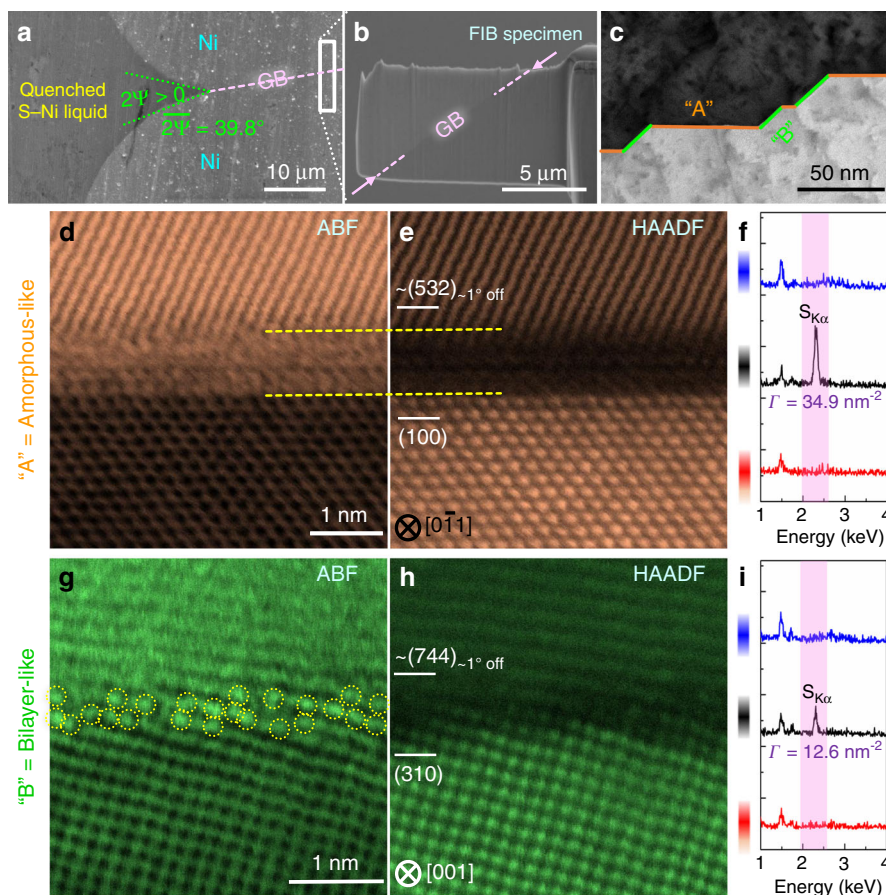 a
Ni
Quenched
S–Ni liquid
2Ψ > 0
2Ψ̅ = 39.8°
GB
Ni
10 μm
b
FIB specimen
GB
5 μm
c
"A"
"B"
50 nm
"A" = Amorphous-like
d
ABF
1 nm
e
HAADF
~(532)~1° off
(100)
⊗ [01̅1]
f
S Kα
Γ = 34.9 nm-2
1 2 3 4
Energy (keV)
"B" = Bilayer-like
g
ABF
1 nm
h
HAADF
~(744)~1° off
(310)
⊗ [001]
i
S Kα
Γ = 12.6 nm-2
1 2 3 4
Energy (keV)